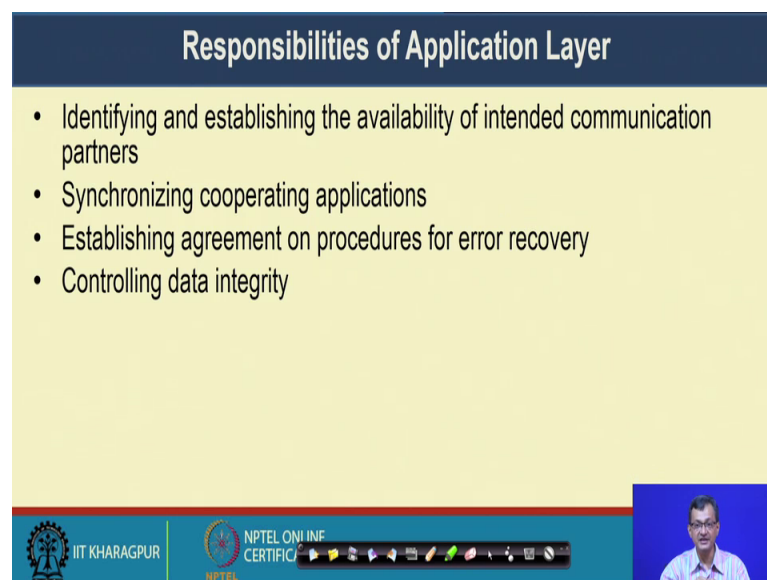 Responsibilities of Application Layer
• Identifying and establishing the availability of intended communication
partners
• Synchronizing cooperating applications
• Establishing agreement on procedures for error recovery
• Controlling data integrity
IIT KHARAGPUR
NPTEL ONLINE
NPTEL